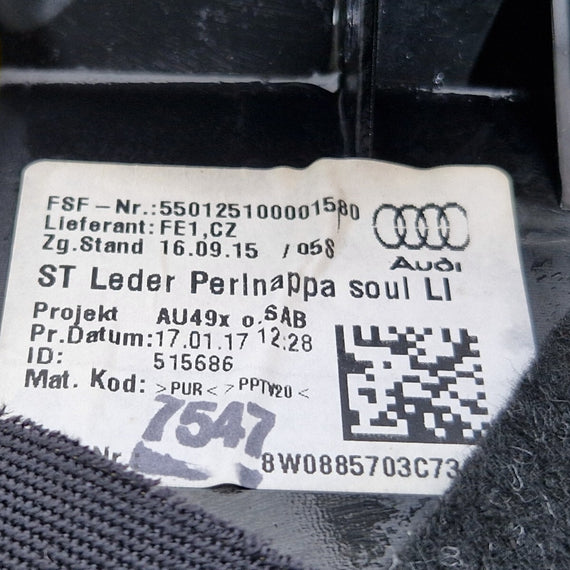 FSF-Nr.:550125100001580
Lieferant:FE1,CZ
Zg.Stand 16.09.15 /058
Audi
ST Leder Perlnappa soul LI
Projekt AU49x o.SAB
Pr.Datum:17.01.17 12:28
ID: 515686
Mat. Kod: >PUR< >PPTV20<
7547
8W0885703C73